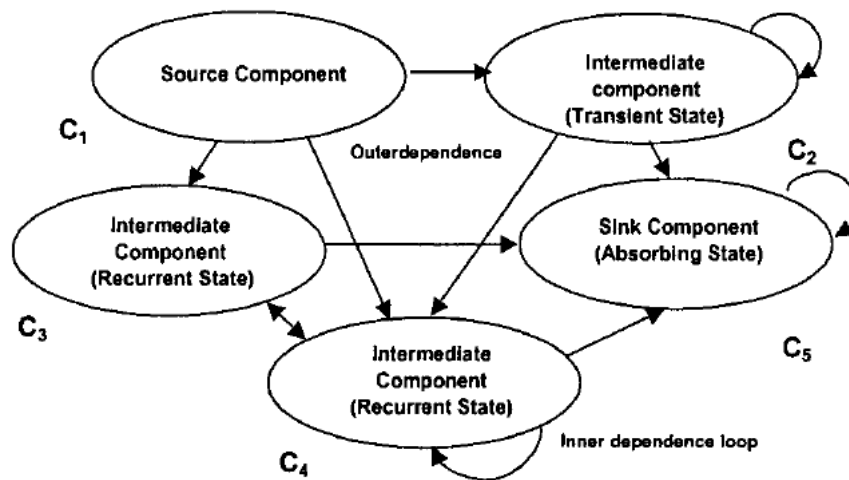 Source Component
Intermediate
component
(Transient State)
C1
Outerdependence
C2
Intermediate
Component
(Recurrent State)
Sink Component
(Absorbing State)
C3
C5
Intermediate
Component
(Recurrent State)
Inner dependence loop
C4